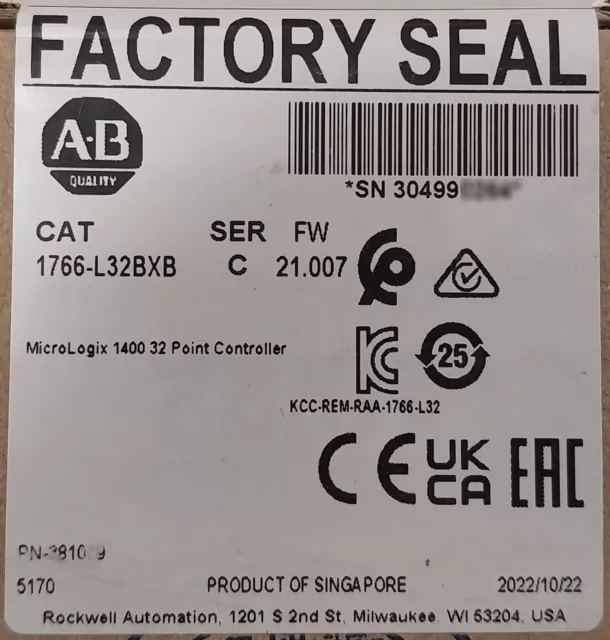 FACTORY SEAL
A·B
QUALITY
*SN 30499
CAT SER FW
1766-L32BXB C 21.007
MicroLogix 1400 32 Point Controller
25
KCC-REM-RAA-1766-L32
CE UK CA EAC
5170 PRODUCT OF SINGAPORE 2022/10/22
Rockwell Automation, 1201 S 2nd St, Milwaukee WI 53204, USA